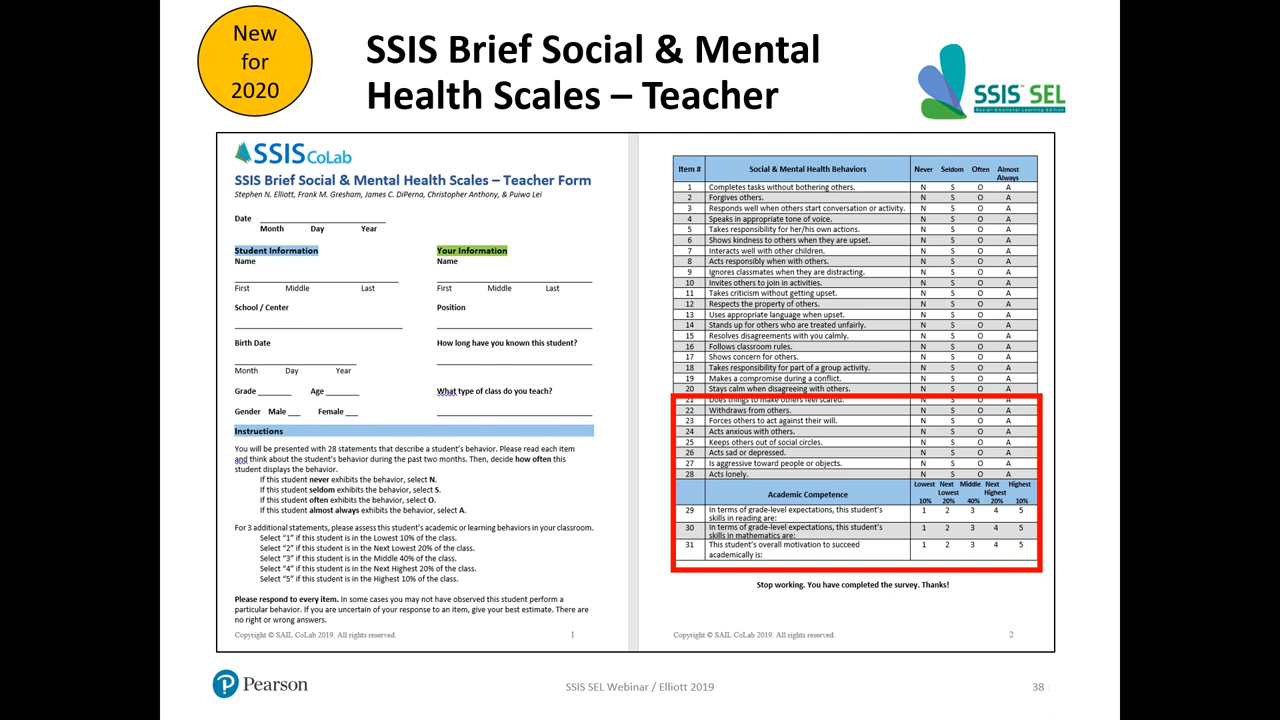 New
for
2020
SSIS Brief Social & Mental
Health Scales – Teacher
SSIS™ SEL
Social-Emotional Learning Edition
SSIS CoLab
SSIS Brief Social & Mental Health Scales – Teacher Form
Stephen N. Elliott, Frank M. Gresham, James C. DiPerna, Christopher Anthony, & Puiwa Lei
Date
Month Day Year
Student Information Your Information
Name Name
First Middle Last First Middle Last
School / Center Position
Birth Date How long have you known this student?
Month Day Year
Grade Age What type of class do you teach?
Gender Male Female
Instructions
You will be presented with 28 statements that describe a student's behavior. Please read each item
and think about the student's behavior during the past two months. Then, decide how often this
student displays the behavior.
If this student never exhibits the behavior, select N.
If this student seldom exhibits the behavior, select S.
If this student often exhibits the behavior, select O.
If this student almost always exhibits the behavior, select A.
For 3 additional statements, please assess this student's academic or learning behaviors in your classroom.
Select "1" if this student is in the Lowest 10% of the class.
Select "2" if this student is in the Next Lowest 20% of the class.
Select "3" if this student is in the Middle 40% of the class.
Select "4" if this student is in the Next Highest 20% of the class.
Select "5" if this student is in the Highest 10% of the class.
Please respond to every item. In some cases you may not have observed this student perform a
particular behavior. If you are uncertain of your response to an item, give your best estimate. There are
no right or wrong answers.
Copyright © SAIL CoLab 2019. All rights reserved. 1
Item # Social & Mental Health Behaviors Never Seldom Often Almost
Always
1 Completes tasks without bothering others. N S O A
2 Forgives others. N S O A
3 Responds well when others start conversation or activity. N S O A
4 Speaks in appropriate tone of voice. N S O A
5 Takes responsibility for her/his own actions. N S O A
6 Shows kindness to others when they are upset. N S O A
7 Interacts well with other children. N S O A
8 Acts responsibly when with others. N S O A
9 Ignores classmates when they are distracting. N S O A
10 Invites others to join in activities. N S O A
11 Takes criticism without getting upset. N S O A
12 Respects the property of others. N S O A
13 Uses appropriate language when upset. N S O A
14 Stands up for others who are treated unfairly. N S O A
15 Resolves disagreements with you calmly. N S O A
16 Follows classroom rules. N S O A
17 Shows concern for others. N S O A
18 Takes responsibility for part of a group activity. N S O A
19 Makes a compromise during a conflict. N S O A
20 Stays calm when disagreeing with others. N S O A
21 Does things to make others feel scared. N S O A
22 Withdraws from others. N S O A
23 Forces others to act against their will. N S O A
24 Acts anxious with others. N S O A
25 Keeps others out of social circles. N S O A
26 Acts sad or depressed. N S O A
27 Is aggressive toward people or objects. N S O A
28 Acts lonely. N S O A
Lowest Next Middle Next Highest
Academic Competence Lowest Highest
10% 20% 40% 20% 10%
29 In terms of grade-level expectations, this student's 1 2 3 4 5
skills in reading are:
30 In terms of grade-level expectations, this student's 1 2 3 4 5
skills in mathematics are:
31 This student's overall motivation to succeed 1 2 3 4 5
academically is:
Stop working. You have completed the survey. Thanks!
Copyright © SAIL CoLab 2019. All rights reserved. 2
Pearson
SSIS SEL Webinar / Elliott 2019
38